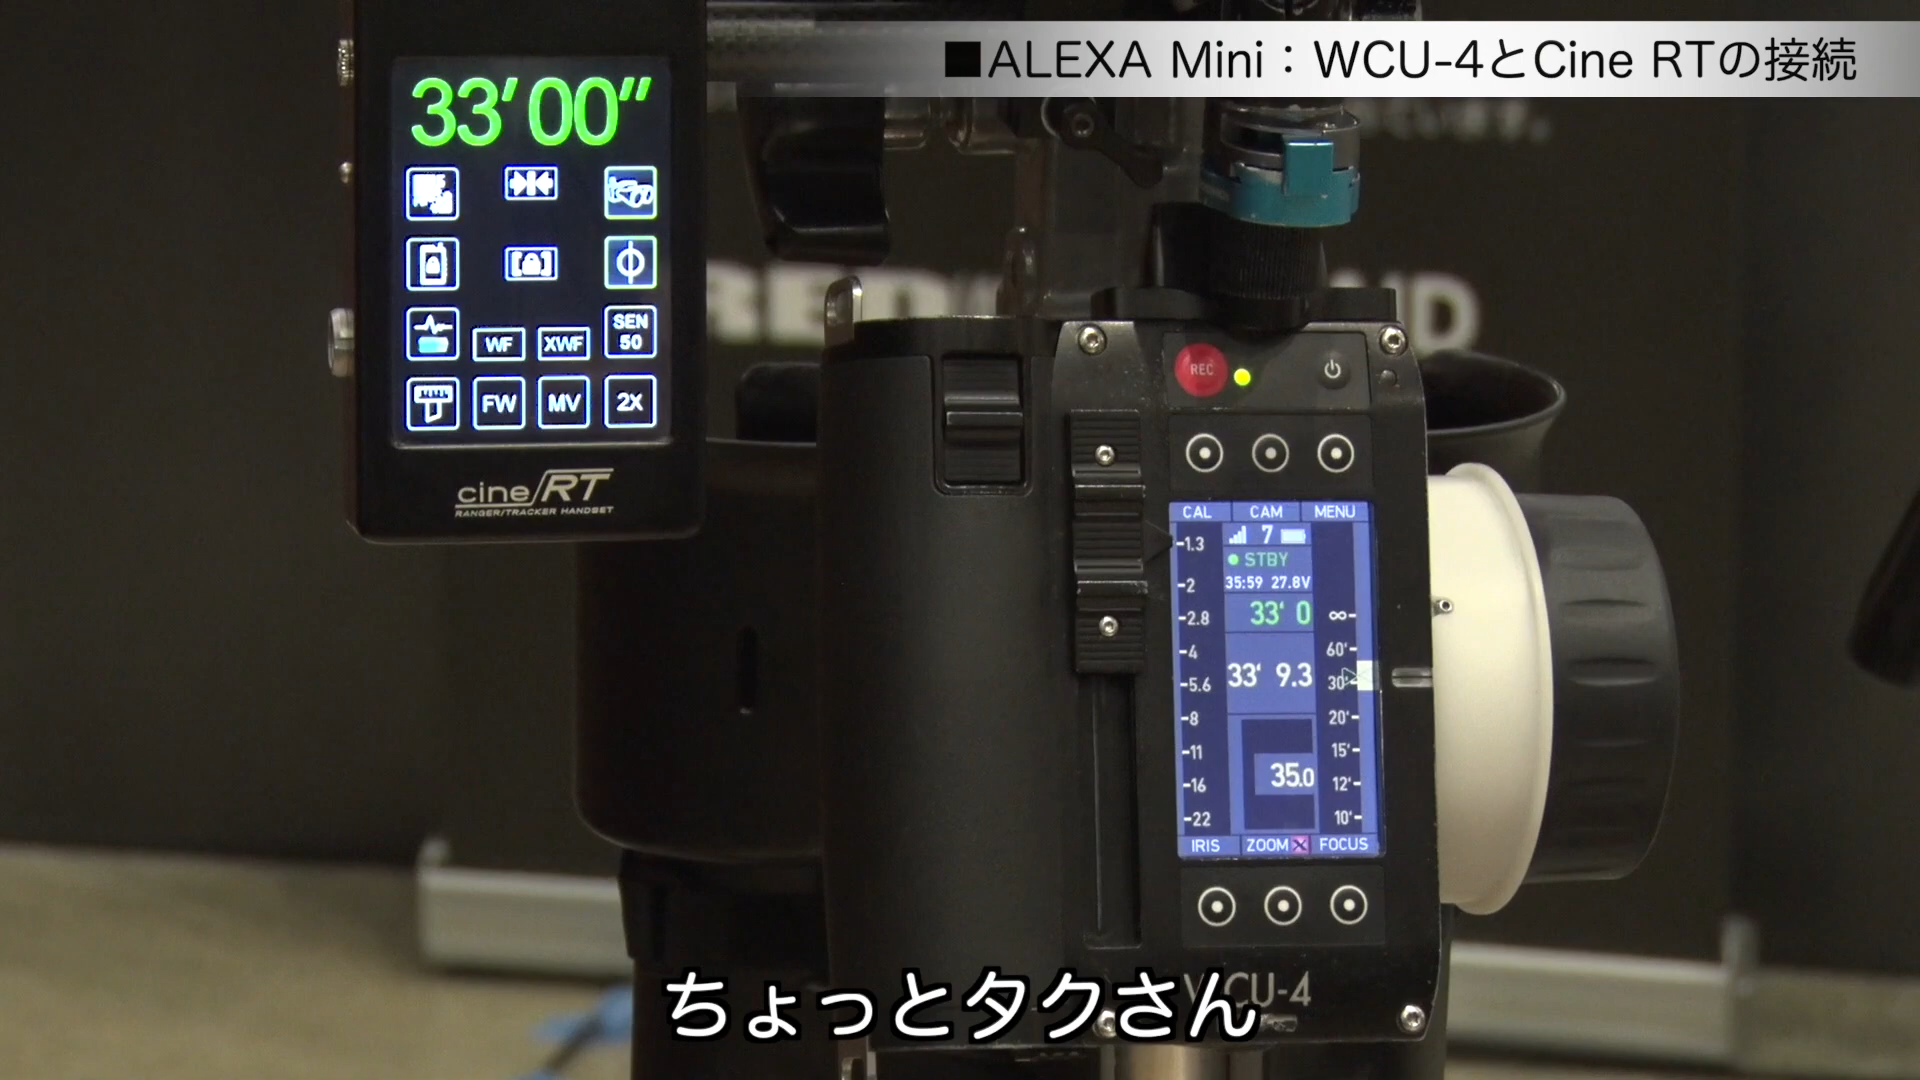 ■ALEXA Mini：WCU-4とCine RTの接続
33’00”
SEN
50
WF
XWF
FW
MV
2X
cine RT
RANGER/TRACKER HANDSET
REC
CAL CAM MENU
7
STBY
35:59 27.8V
33' 0
33' 9.3
35.0
-1.3
-2
-2.8
-4
-5.6
-8
-11
-16
-22
∞-
60'-
30'
20'-
15'-
12'-
10'-
IRIS ZOOM X FOCUS
WCU-4
ちょっとタクさん